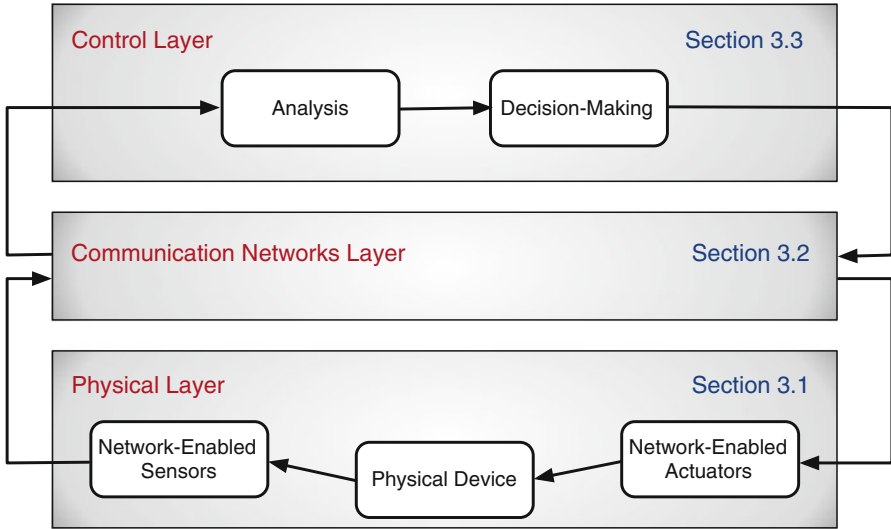 Control Layer
Section 3.3
Analysis
Decision-Making
Communication Networks Layer
Section 3.2
Physical Layer
Section 3.1
Network-Enabled
Sensors
Physical Device
Network-Enabled
Actuators